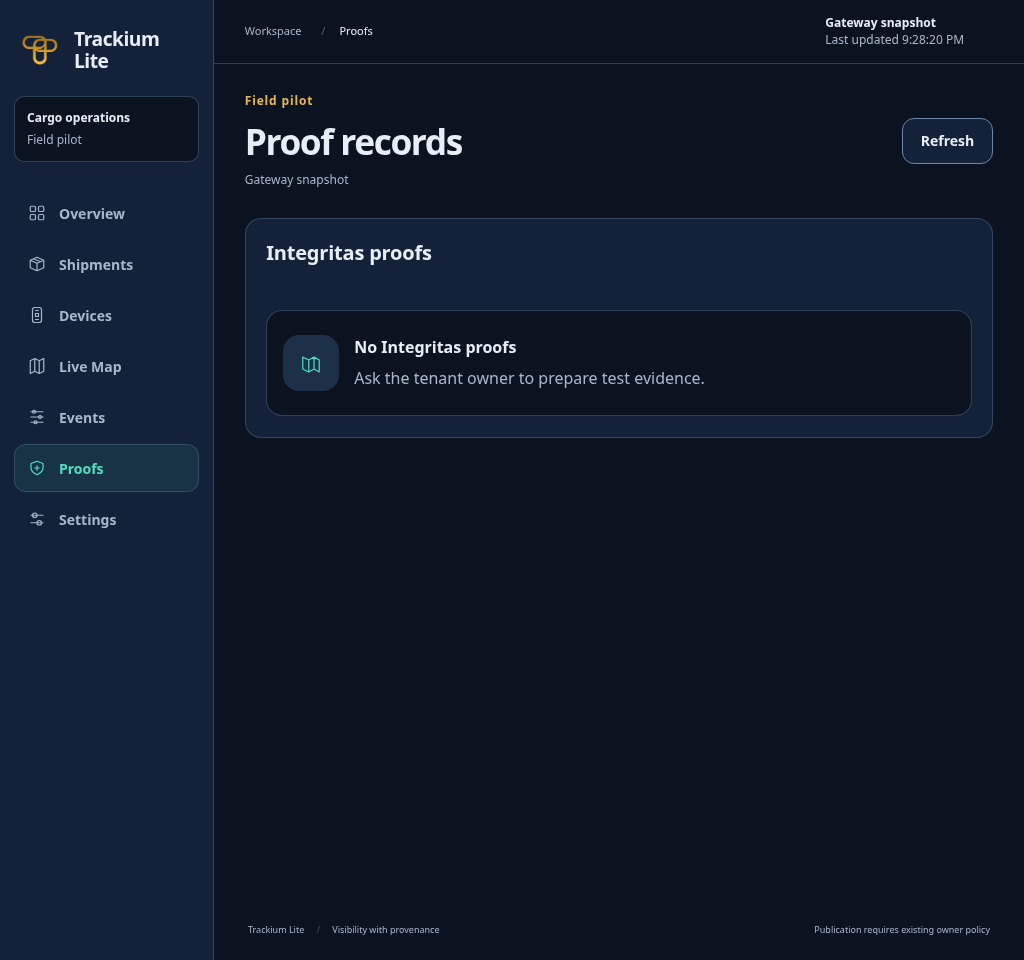 Trackium
Lite
Cargo operations
Field pilot
Overview
Shipments
Devices
Live Map
Events
Proofs
Settings
Workspace / Proofs
Gateway snapshot
Last updated 9:28:20 PM
Field pilot
Proof records
Gateway snapshot
Refresh
Integritas proofs
No Integritas proofs
Ask the tenant owner to prepare test evidence.
Trackium Lite / Visibility with provenance
Publication requires existing owner policy